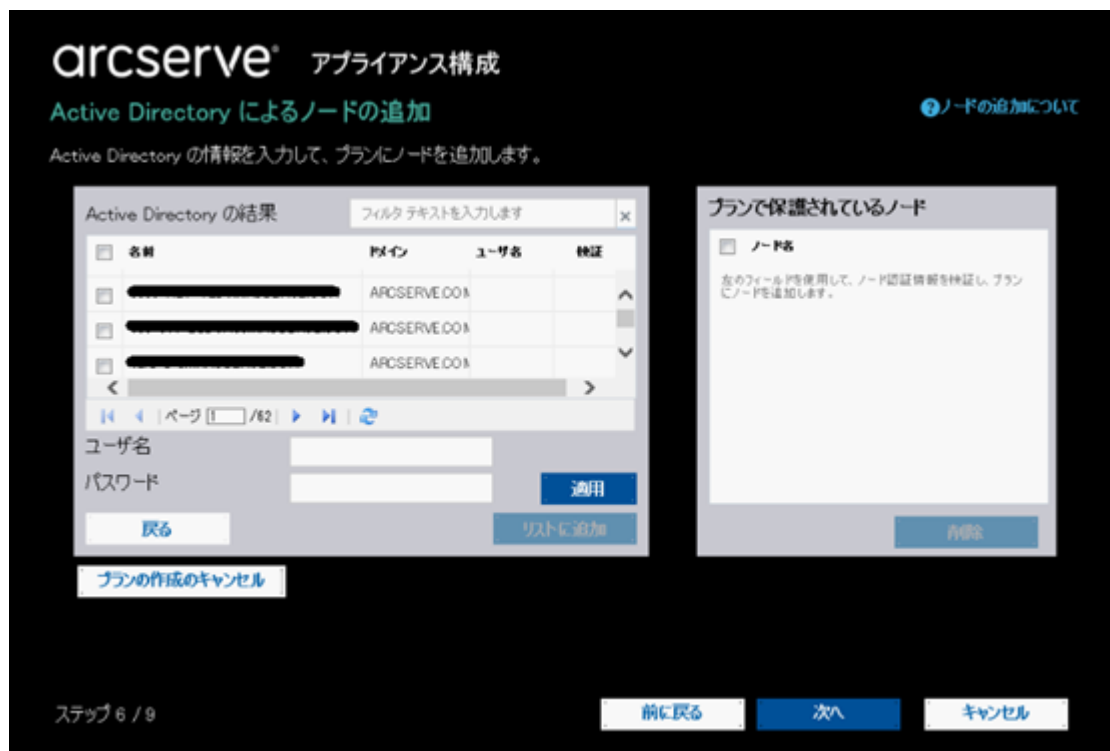 arcserve® アプライアンス構成
Active Directory によるノードの追加
?ノードの追加について
Active Directory の情報を入力して、プランにノードを追加します。
Active Directory の結果
フィルタ テキストを入力します
×
名前 ドメイン ユーザ名 検証
ARCSERVE.COM
ARCSERVE.COM
ARCSERVE.COM
ページ 1 /62
ユーザ名
パスワード
適用
戻る
リストに追加
プランで保護されているノード
ノード名
左のフィールドを使用して、ノード認証情報を検証し、プラン
にノードを追加します。
削除
プランの作成のキャンセル
ステップ 6 / 9
前に戻る
次へ
キャンセル